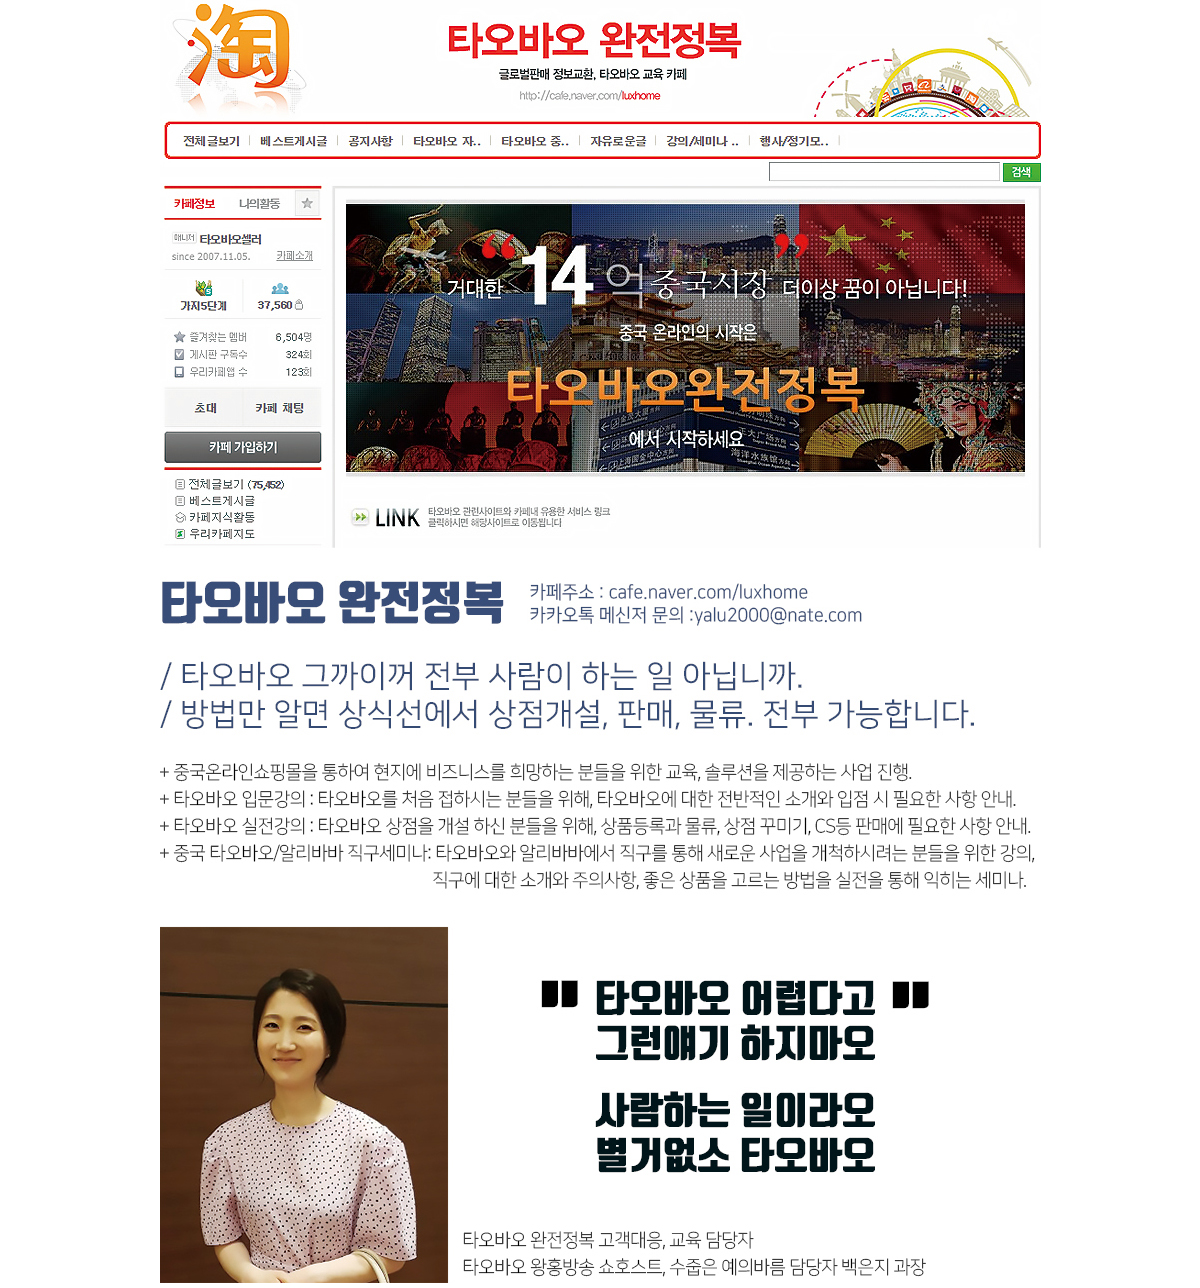 淘
타오바오 완전정복
글로벌판매 정보교환, 타오바오 교육 카페
http://cafe.naver.com/luxhome
전체글보기 베스트게시글 공지사항 타오바오 자.. 타오바오 중.. 자유로운글 강의/세미나 .. 행사/정기모..
검색
카페정보 나의활동
매니저 타오바오셀러
since 2007.11.05. 카페소개
가지5단계 37,560
즐겨찾는 멤버 6,504명
게시판 구독수 324회
우리카페앱 수 123회
초대 카페 채팅
카페 가입하기
전체글보기 (75,452)
베스트게시글
카페지식활동
우리카페지도
“ ”
거대한 14억 중국시장 더이상 꿈이 아닙니다!
중국 온라인의 시작은
타오바오완전정복
에서 시작하세요
LINK 타오바오 관련사이트와 카페내 유용한 서비스 링크
클릭하시면 해당사이트로 이동됩니다
타오바오 완전정복
카페주소 : cafe.naver.com/luxhome
카카오톡 메신저 문의 :yalu2000@nate.com
/ 타오바오 그까이꺼 전부 사람이 하는 일 아닙니까.
/ 방법만 알면 상식선에서 상점개설, 판매, 물류. 전부 가능합니다.
+ 중국온라인쇼핑몰을 통하여 현지에 비즈니스를 희망하는 분들을 위한 교육, 솔루션을 제공하는 사업 진행.
+ 타오바오 입문강의 : 타오바오를 처음 접하시는 분들을 위해, 타오바오에 대한 전반적인 소개와 입점 시 필요한 사항 안내.
+ 타오바오 실전강의 : 타오바오 상점을 개설 하신 분들을 위해, 상품등록과 물류, 상점 꾸미기, CS등 판매에 필요한 사항 안내.
+ 중국 타오바오/알리바바 직구세미나: 타오바오와 알리바바에서 직구를 통해 새로운 사업을 개척하시려는 분들을 위한 강의,
직구에 대한 소개와 주의사항, 좋은 상품을 고르는 방법을 실전을 통해 익히는 세미나.
" 타오바오 어렵다고 "
그런얘기 하지마오
사람하는 일이라오
별거없소 타오바오
타오바오 완전정복 고객대응, 교육 담당자
타오바오 왕홍방송 쇼호스트, 수줍은 예의바름 담당자 백은지 과장